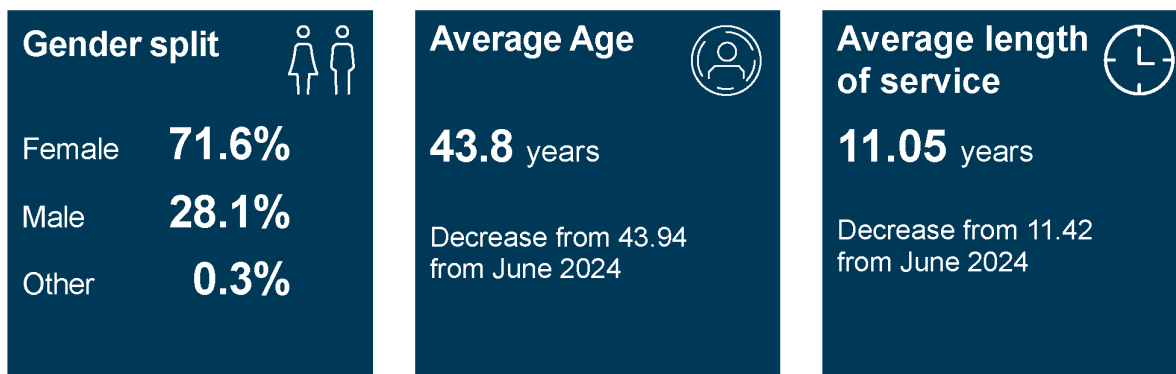 Gender split
Female 71.6%
Male 28.1%
Other 0.3%
Average Age
43.8 years
Decrease from 43.94
from June 2024
Average length
of service
11.05 years
Decrease from 11.42
from June 2024